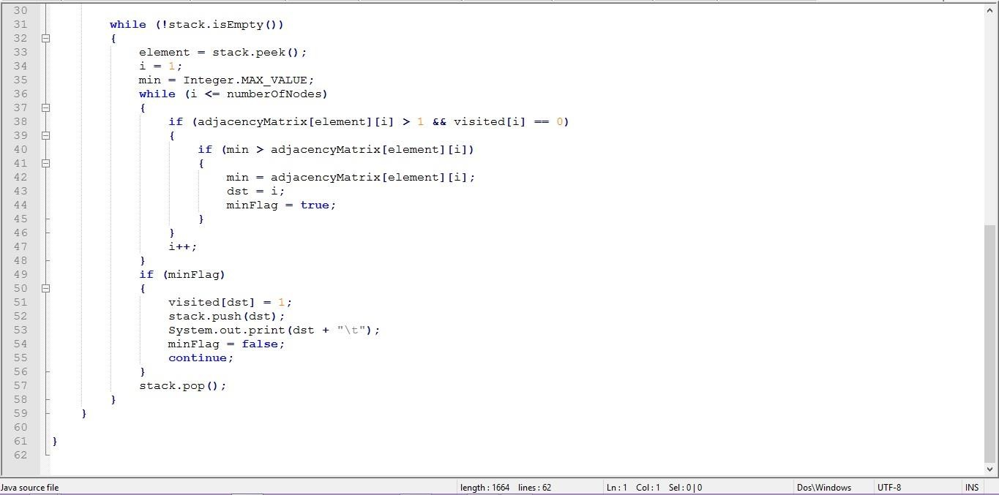 30
31 while (!stack.isEmpty())
32 {
33 element = stack.peek();
34 i = 1;
35 min = Integer.MAX_VALUE;
36 while (i <= numberOfNodes)
37 {
38 if (adjacencyMatrix[element][i] > 1 && visited[i] == 0)
39 {
40 if (min > adjacencyMatrix[element][i])
41 {
42 min = adjacencyMatrix[element][i];
43 dst = i;
44 minFlag = true;
45 }
46 }
47 i++;
48 }
49 if (minFlag)
50 {
51 visited[dst] = 1;
52 stack.push(dst);
53 System.out.print(dst + "\t");
54 minFlag = false;
55 continue;
56 }
57 stack.pop();
58 }
59 }
60
61 }
62
Java source file length : 1664 lines : 62 Ln : 1 Col : 1 Sel : 0 | 0 Dos\Windows UTF-8 INS